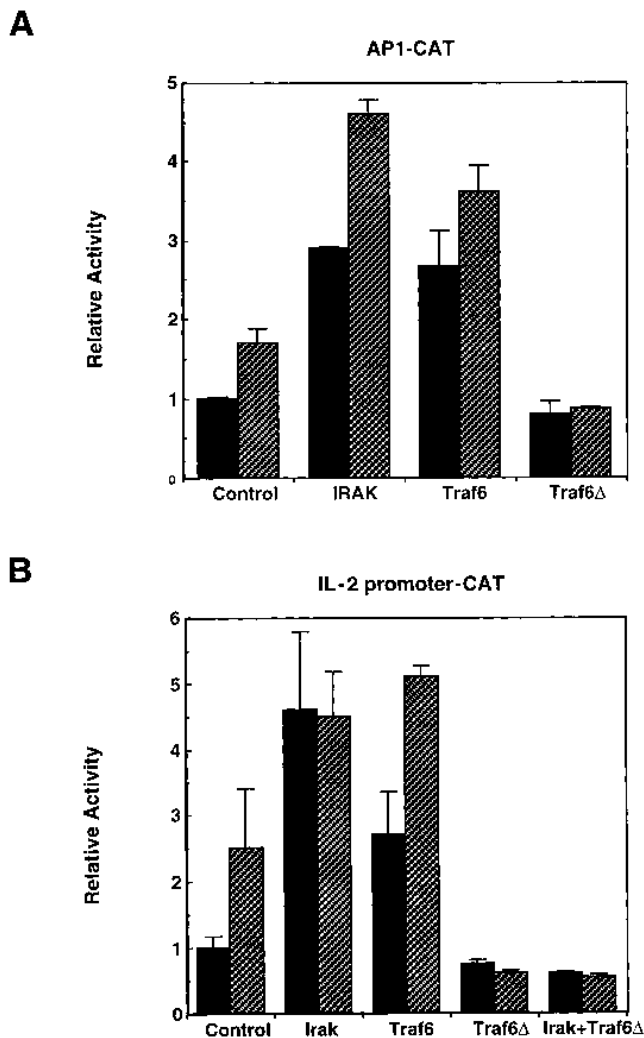 A
AP1-CAT
Relative Activity
5
4
3
2
1
0
Control IRAK Traf6 Traf6Δ
B
IL-2 promoter-CAT
Relative Activity
6
5
4
3
2
1
0
Control Irak Traf6 Traf6Δ Irak+Traf6Δ